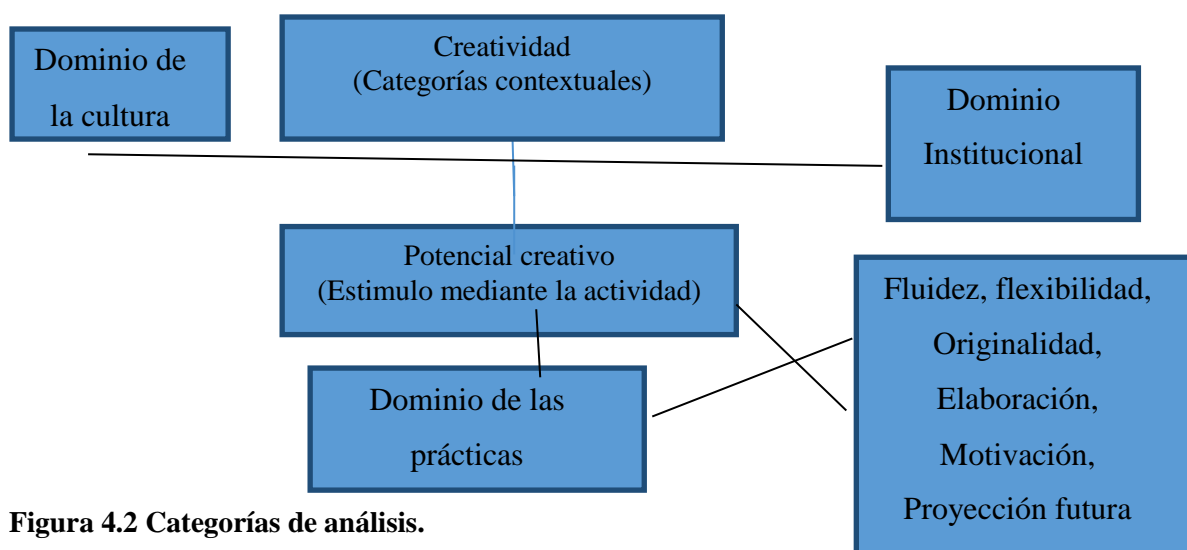 Dominio de
la cultura
Creatividad
(Categorías contextuales)
Dominio
Institucional
Potencial creativo
(Estimulo mediante la actividad)
Fluidez, flexibilidad,
Originalidad,
Elaboración,
Motivación,
Proyección futura
Dominio de las
prácticas
Figura 4.2 Categorías de análisis.